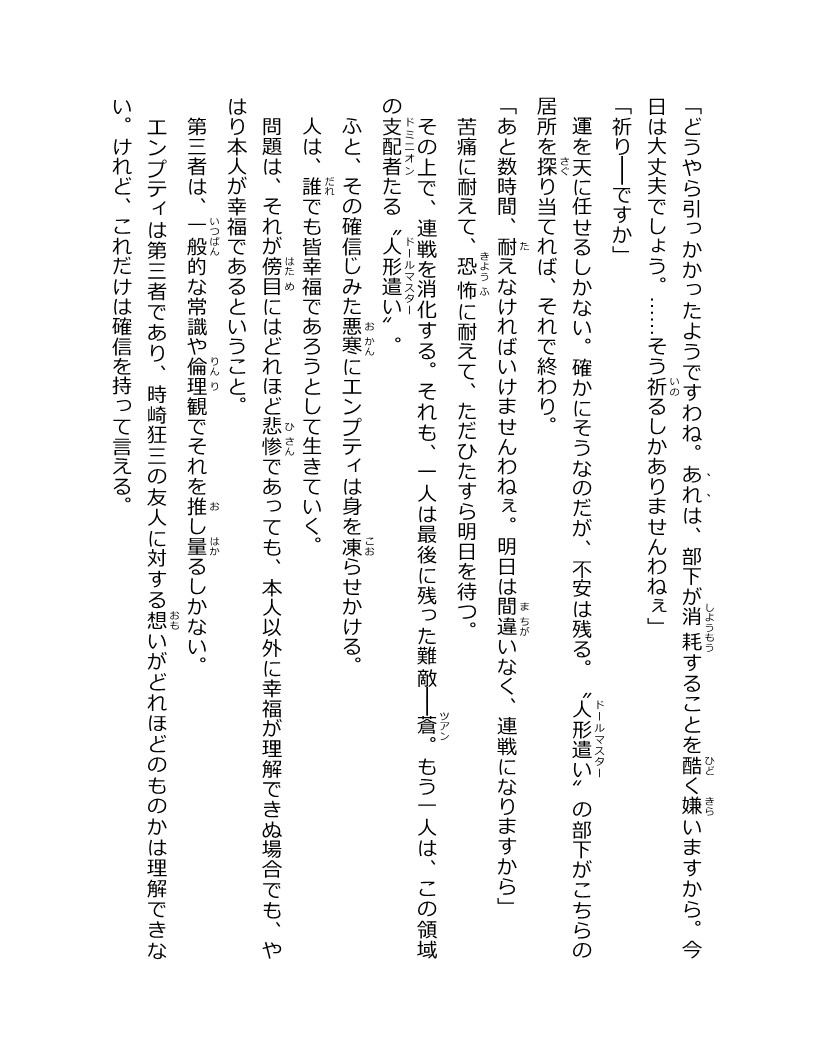 「どうやら引っかかったようですわね。あれは、部下が消耗することを酷く嫌いますから。今
日は大丈夫でしょう。……そう祈るしかありませんわねぇ」
「祈り――ですか」
運を天に任せるしかない。確かにそうなのだが、不安は残る。〝人形遣い〟の部下がこちらの
居所を探り当てれば、それで終わり。
「あと数時間、耐えなければいけませんわねぇ。明日は間違いなく、連戦になりますから」
苦痛に耐えて、恐怖に耐えて、ただひたすら明日を待つ。
その上で、連戦を消化する。それも、一人は最後に残った難敵――蒼。もう一人は、この領域
の支配者たる〝人形遣い〟。
ふと、その確信じみた悪寒にエンプティは身を凍らせかける。
人は、誰でも皆幸福であろうとして生きていく。
問題は、それが傍目にはどれほど悲惨であっても、本人以外に幸福が理解できぬ場合でも、や
はり本人が幸福であるということ。
第三者は、一般的な常識や倫理観でそれを推し量るしかない。
エンプティは第三者であり、時崎狂三の友人に対する想いがどれほどのものかは理解できな
い。けれど、これだけは確信を持って言える。